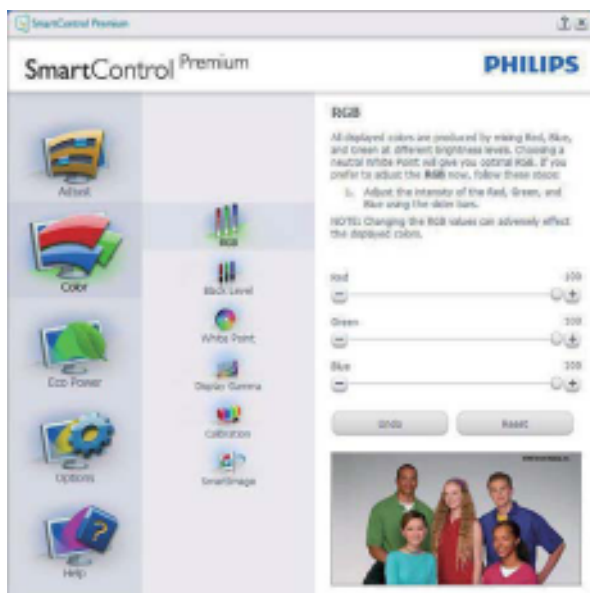 SmartControl Premium
SmartControl Premium
PHILIPS
Adjust
Color
Eco Power
Options
Help
RGB
Black Level
White Point
Display Gamma
Calibration
SmartImage
RGB
All displayed colors are produced by mixing Red, Blue,
and Green at different brightness levels. Choosing a
neutral White Point will give you optimal RGB. If you
prefer to adjust the RGB now, follow these steps:
1. Adjust the intensity of the Red, Green, and
Blue using the slider bars.
NOTE: Changing the RGB values can adversely effect
the displayed colors.
Red 100
Green 100
Blue 100
Undo Reset